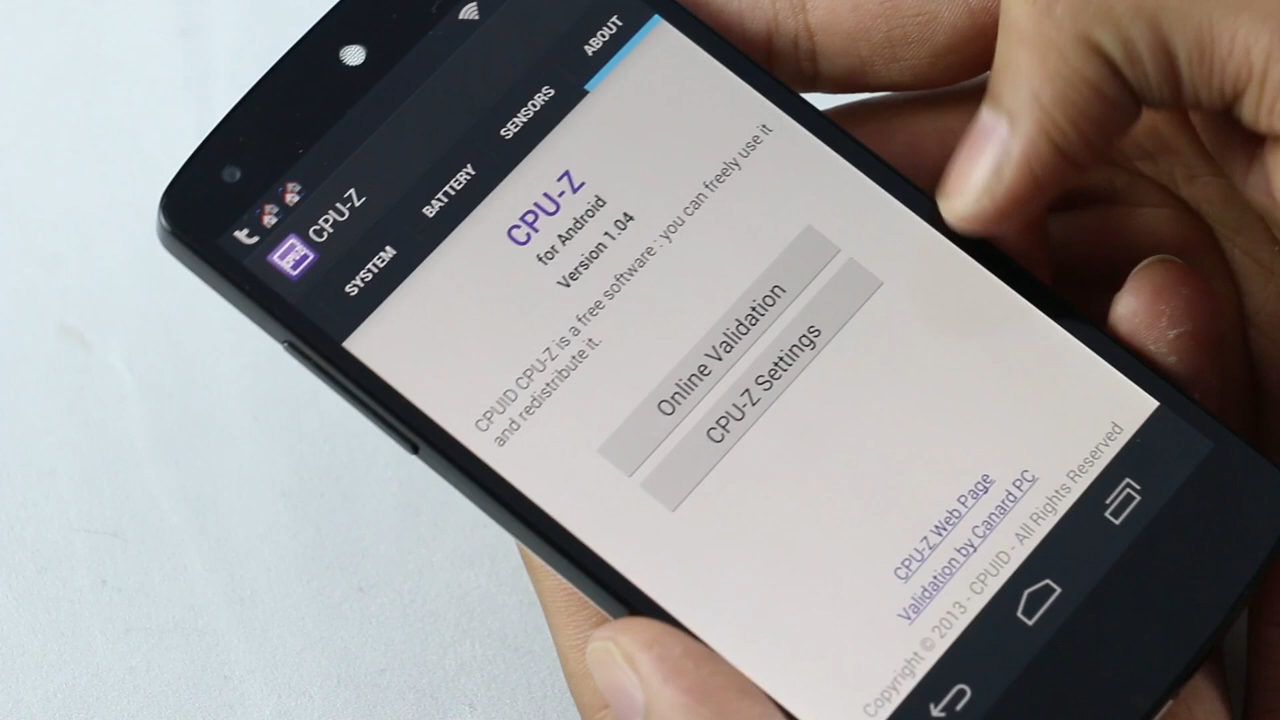 CPU-Z
SYSTEM BATTERY SENSORS ABOUT
CPU-Z
for Android
Version 1.04
CPUID CPU-Z is a free software : you can freely use it
and redistribute it.
Online Validation
CPU-Z Settings
CPU-Z Web Page
Validation by Canard PC
Copyright © 2013 - CPUID - All Rights Reserved